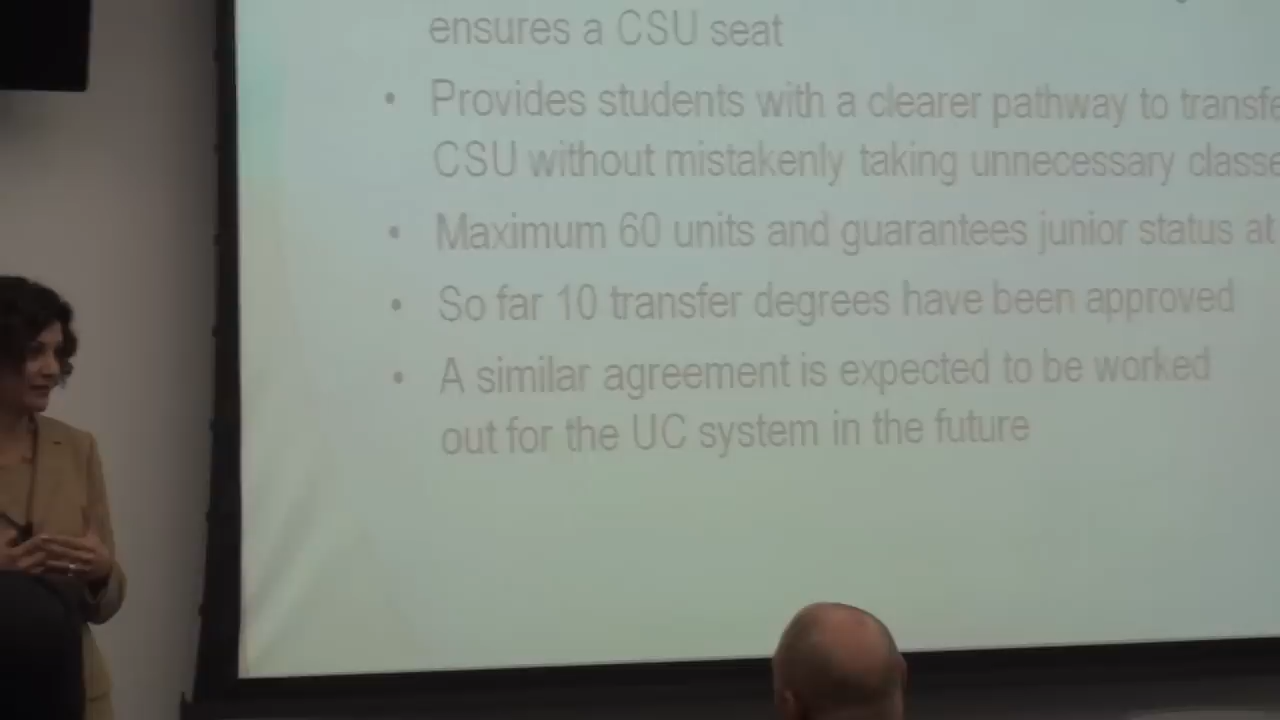 ensures a CSU seat
• Provides students with a clearer pathway to
CSU without mistakenly taking unnecessary
• Maximum 60 units and guarantees junior status at
• So far 10 transfer degrees have been approved
• A similar agreement is expected to be worked
out for the UC system in the future